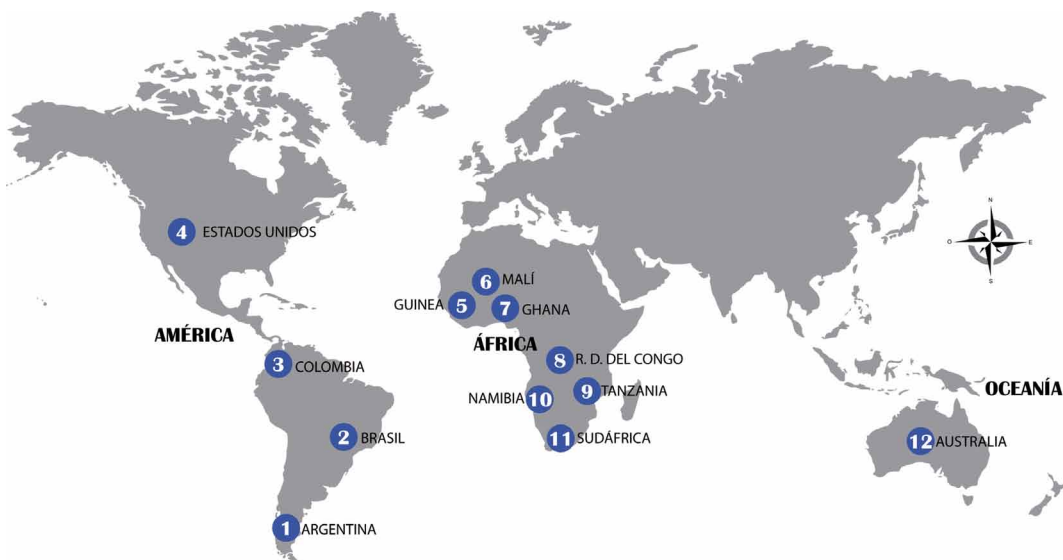 N
O
E
S
4 ESTADOS UNIDOS
6 MALÍ
GUINEA 5
7 GHANA
AMÉRICA
ÁFRICA
8 R. D. DEL CONGO
3 COLOMBIA
9 TANZANIA
NAMIBIA 10
OCEANÍA
2 BRASIL
11 SUDÁFRICA
12 AUSTRALIA
1 ARGENTINA